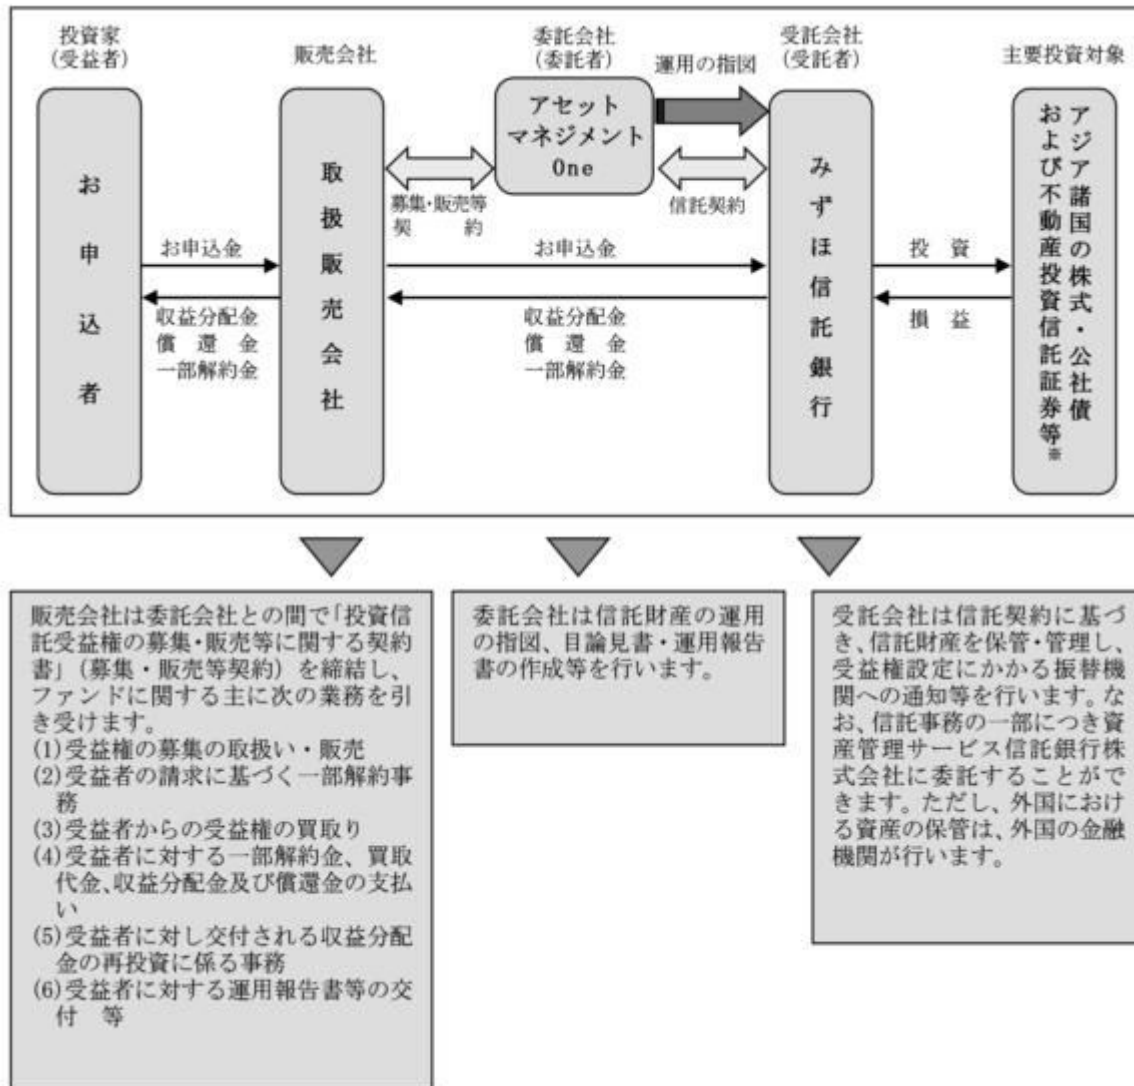 投資家
(受益者)
販売会社
委託会社
(委託者)
運用の指図
受託会社
(受託者)
主要投資対象
お申込者
取扱販売会社
アセット
マネジメント
One
みずほ信託銀行
アジア諸国の株式・公社債
および不動産投資信託証券等※
募集・販売等
契 約
信託契約
お申込金
お申込金
投 資
収益分配金
償 還 金
一部解約金
収益分配金
償 還 金
一部解約金
損 益
販売会社は委託会社との間で「投資信
託受益権の募集・販売等に関する契約
書」(募集・販売等契約)を締結し、
ファンドに関する主に次の業務を引
き受けます。
(1)受益権の募集の取扱い・販売
(2)受益者の請求に基づく一部解約事
務
(3)受益者からの受益権の買取り
(4)受益者に対する一部解約金、買取
代金、収益分配金及び償還金の支払
い
(5)受益者に対し交付される収益分配
金の再投資に係る事務
(6)受益者に対する運用報告書等の交
付 等
委託会社は信託財産の運用
の指図、目論見書・運用報告
書の作成等を行います。
受託会社は信託契約に基づ
き、信託財産を保管・管理し、
受益権設定にかかる振替機
関への通知等を行います。な
お、信託事務の一部につき資
産管理サービス信託銀行株
式会社に委託することがで
きます。ただし、外国におけ
る資産の保管は、外国の金融
機関が行います。